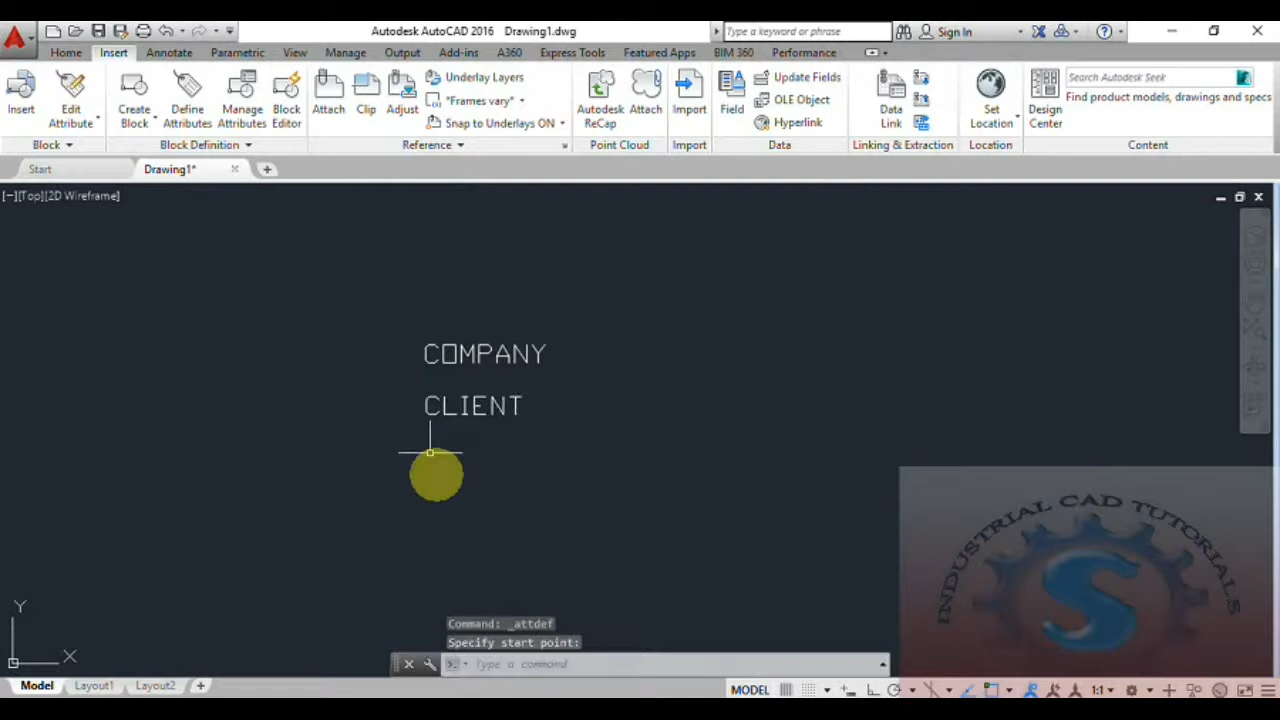 Autodesk AutoCAD 2016 Drawing1.dwg
Type a keyword or phrase
Sign In
Home Insert Annotate Parametric View Manage Output Add-ins A360 Express Tools Featured Apps BIM 360 Performance
Insert
Edit
Attribute
Block
Create
Block
Define
Attributes
Manage
Attributes
Block
Editor
Block Definition
Attach
Clip
Adjust
Underlay Layers
*Frames vary*
Snap to Underlays ON
Reference
Autodesk
ReCap
Attach
Point Cloud
Import
Import
Field
Update Fields
OLE Object
Hyperlink
Data
Data
Link
Linking & Extraction
Set
Location
Location
Design
Center
Search Autodesk Seek
Find product models, drawings and specs
Content
Start
Drawing1*
[−][Top][2D Wireframe]
COMPANY
CLIENT
INDUSTRIAL CAD TUTORIALS
S
Y
X
Command: _attdef
Specify start point:
Type a command
Model Layout1 Layout2
MODEL
1:1